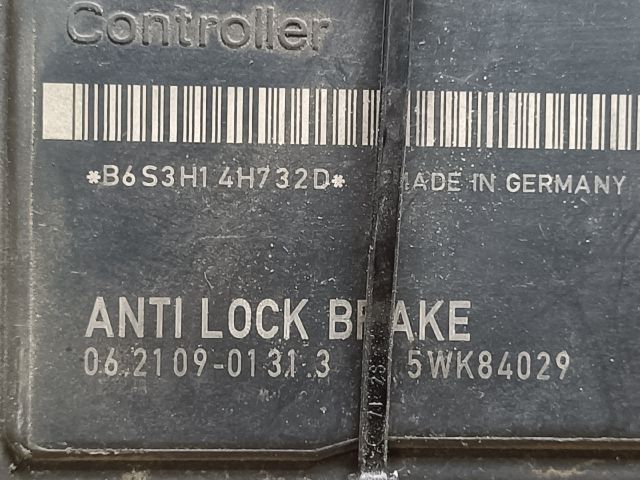 Controller
*B6S3H14H732D* MADE IN GERMANY
ANTI LOCK BRAKE
06.2109-0131.3 5WK84029